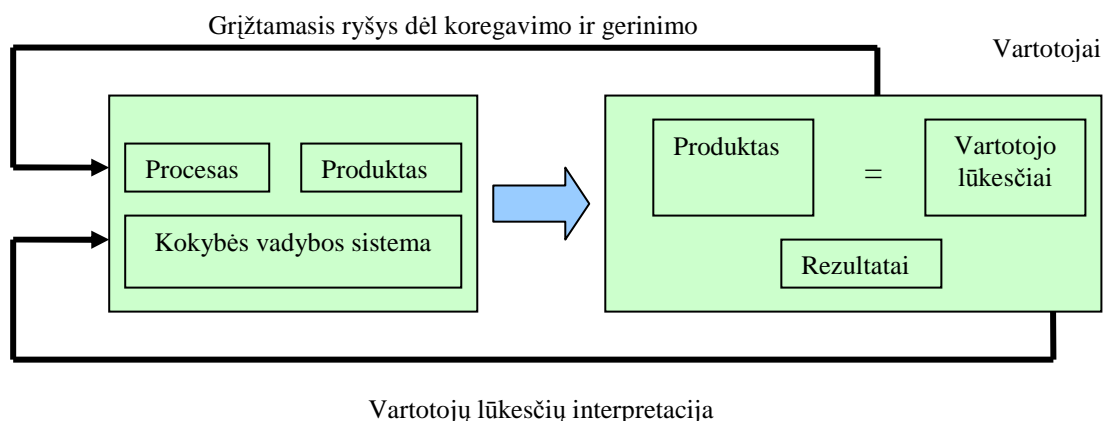 Grįžtamasis ryšys dėl koregavimo ir gerinimo
Vartotojai
Procesas
Produktas
Kokybės vadybos sistema
Produktas
=
Vartotojo
lūkesčiai
Rezultatai
Vartotojų lūkesčių interpretacija